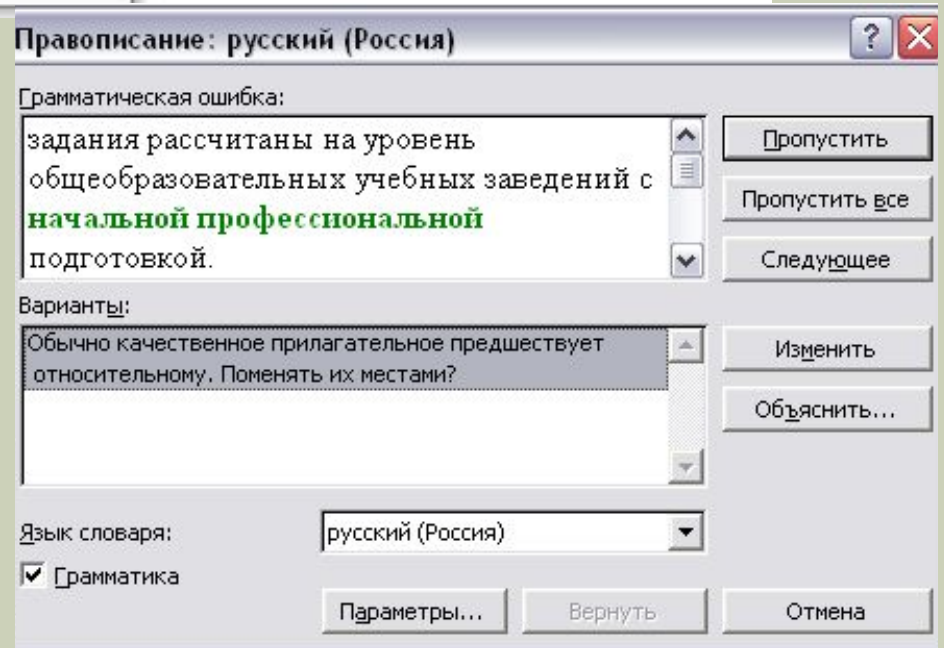 Правописание: русский (Россия)
Грамматическая ошибка:
задания рассчитаны на уровень
общеобразовательных учебных заведений с
начальной профессиональной
подготовкой.
Пропустить
Пропустить все
Следующее
Варианты:
Обычно качественное прилагательное предшествует
относительному. Поменять их местами?
Изменить
Объяснить...
Язык словаря:
русский (Россия)
Грамматика
Параметры...
Вернуть
Отмена